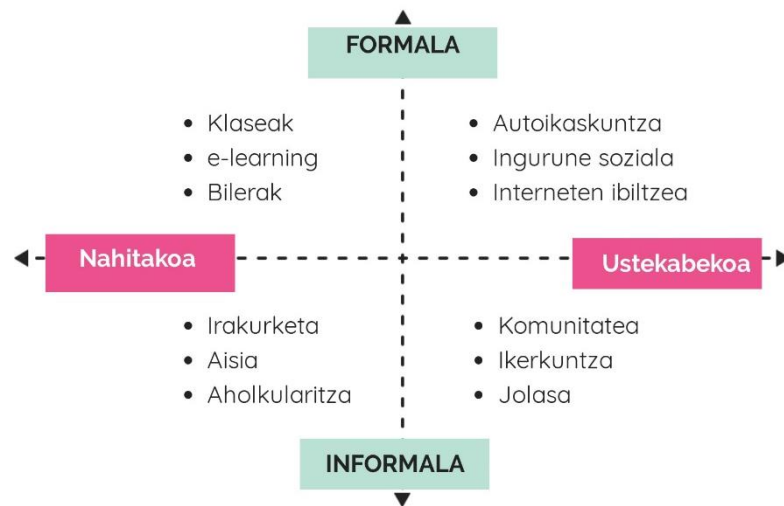 FORMALA
• Klaseak
• e-learning
• Bilerak
• Autoikaskuntza
• Ingurune soziala
• Interneten ibiltzea
Nahitakoa
Ustekabekoa
• Irakurketa
• Aisia
• Aholkularitza
• Komunitatea
• Ikerkuntza
• Jolasa
INFORMALA